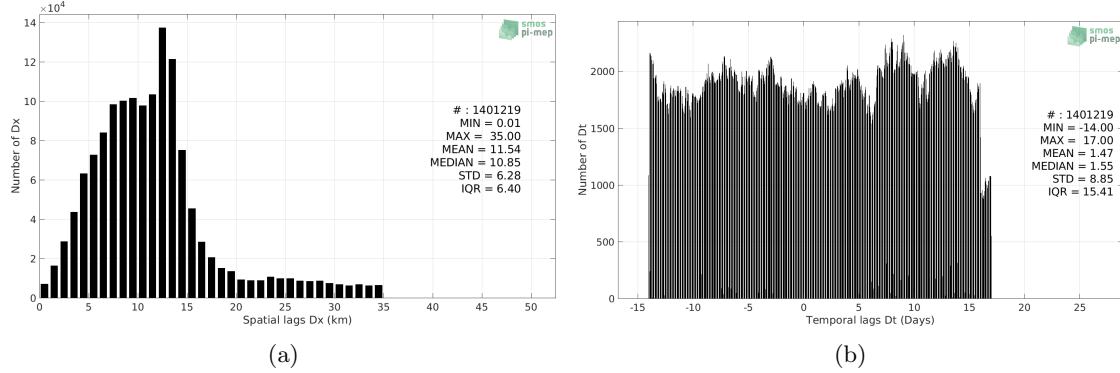 ×10⁴
14
12
10
8
6
4
2
0
Number of Dx
0 5 10 15 20 25 30 35 40 45 50
Spatial lags Dx (km)
smos
pi-mep
# : 1401219
MIN = 0.01
MAX = 35.00
MEAN = 11.54
MEDIAN = 10.85
STD = 6.28
IQR = 6.40
(a)
2000
1500
1000
500
0
Number of Dt
-15 -10 -5 0 5 10 15 20 25
Temporal lags Dt (Days)
smos
pi-mep
# : 1401219
MIN = -14.00
MAX = 17.00
MEAN = 1.47
MEDIAN = 1.55
STD = 8.85
IQR = 15.41
(b)